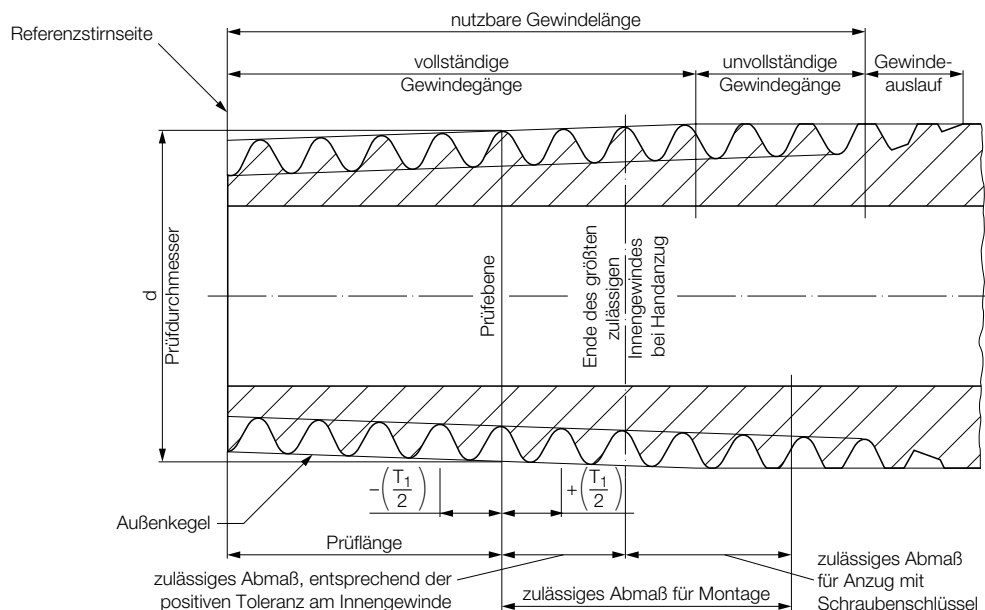 nutzbare Gewindelänge
Referenzstirnseite
vollständige
Gewindegänge
unvollständige
Gewindegänge
Gewinde-
auslauf
d
Prüfdurchmesser
Prüfebene
Ende des größten
zulässigen
Innengewindes
bei Handanzug
−(T1/2)
+(T1/2)
Außenkegel
Prüflänge
zulässiges Abmaß, entsprechend der
positiven Toleranz am Innengewinde
zulässiges Abmaß für Montage
zulässiges Abmaß
für Anzug mit
Schraubenschlüssel